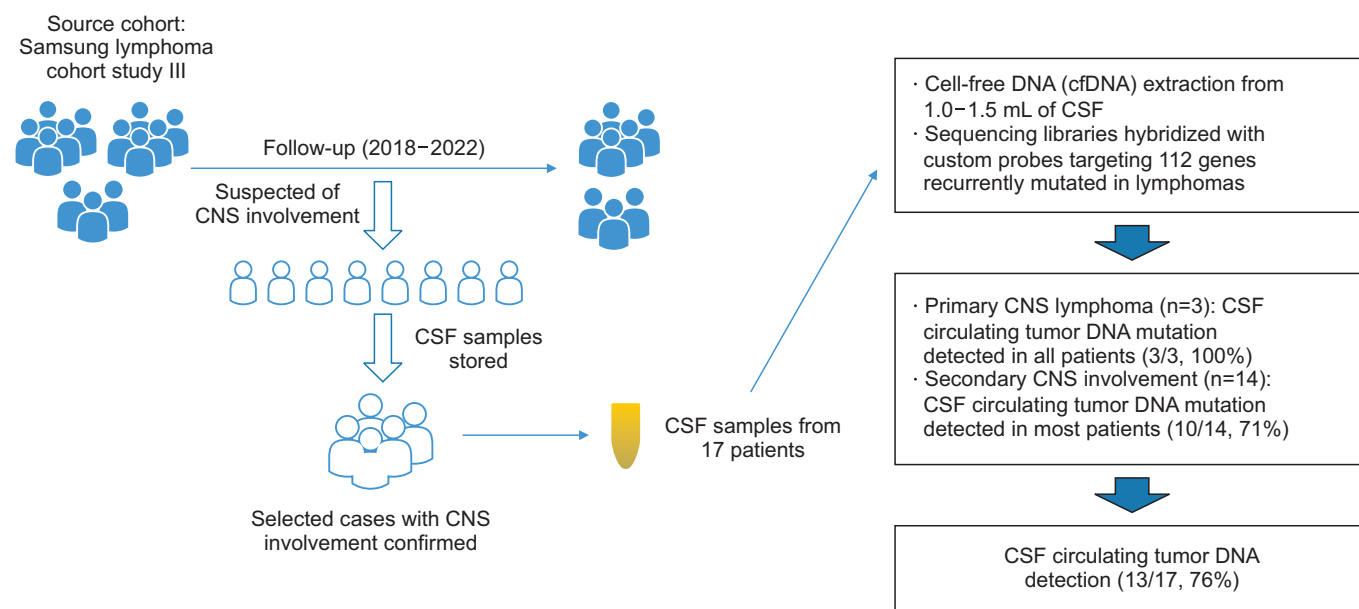 Source cohort:
Samsung lymphoma
cohort study III
Follow-up (2018−2022)
Suspected of
CNS involvement
CSF samples
stored
Selected cases with CNS
involvement confirmed
CSF samples from
17 patients
· Cell-free DNA (cfDNA) extraction from
1.0−1.5 mL of CSF
· Sequencing libraries hybridized with
custom probes targeting 112 genes
recurrently mutated in lymphomas
· Primary CNS lymphoma (n=3): CSF
circulating tumor DNA mutation
detected in all patients (3/3, 100%)
· Secondary CNS involvement (n=14):
CSF circulating tumor DNA mutation
detected in most patients (10/14, 71%)
CSF circulating tumor DNA
detection (13/17, 76%)